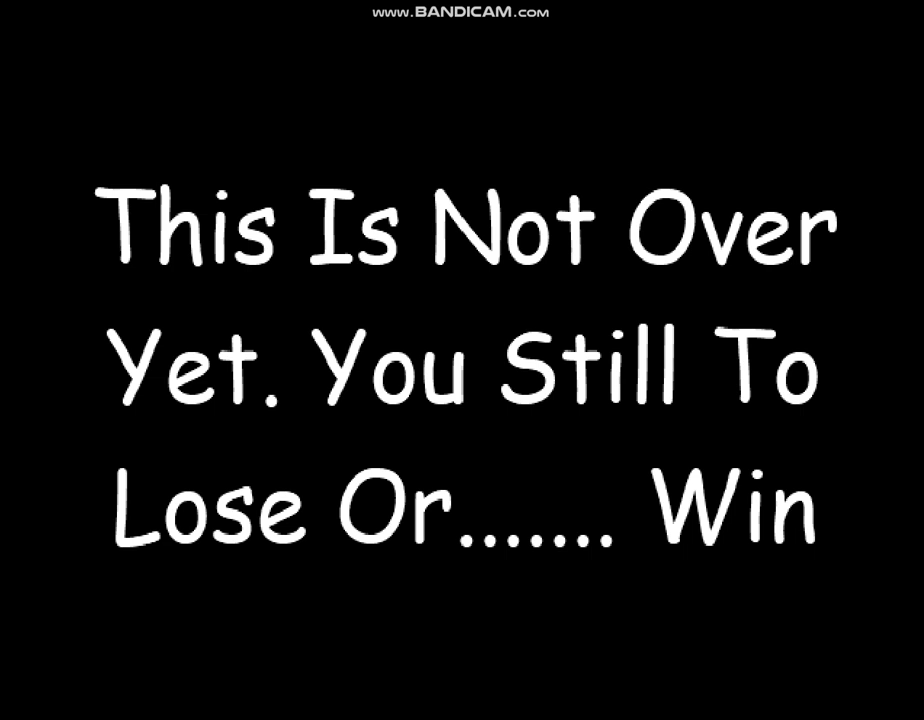 www.BANDICAM.com
This Is Not Over
Yet. You Still To
Lose Or....... Win